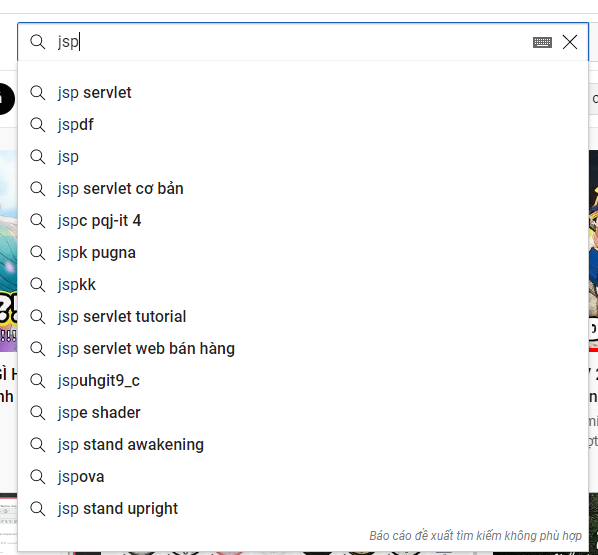 jsp
jsp servlet
jspdf
jsp
jsp servlet cơ bản
jspc pqj-it 4
jspk pugna
jspkk
jsp servlet tutorial
jsp servlet web bán hàng
jspuhgit9_c
jspe shader
jsp stand awakening
jspova
jsp stand upright
Báo cáo đề xuất tìm kiếm không phù hợp